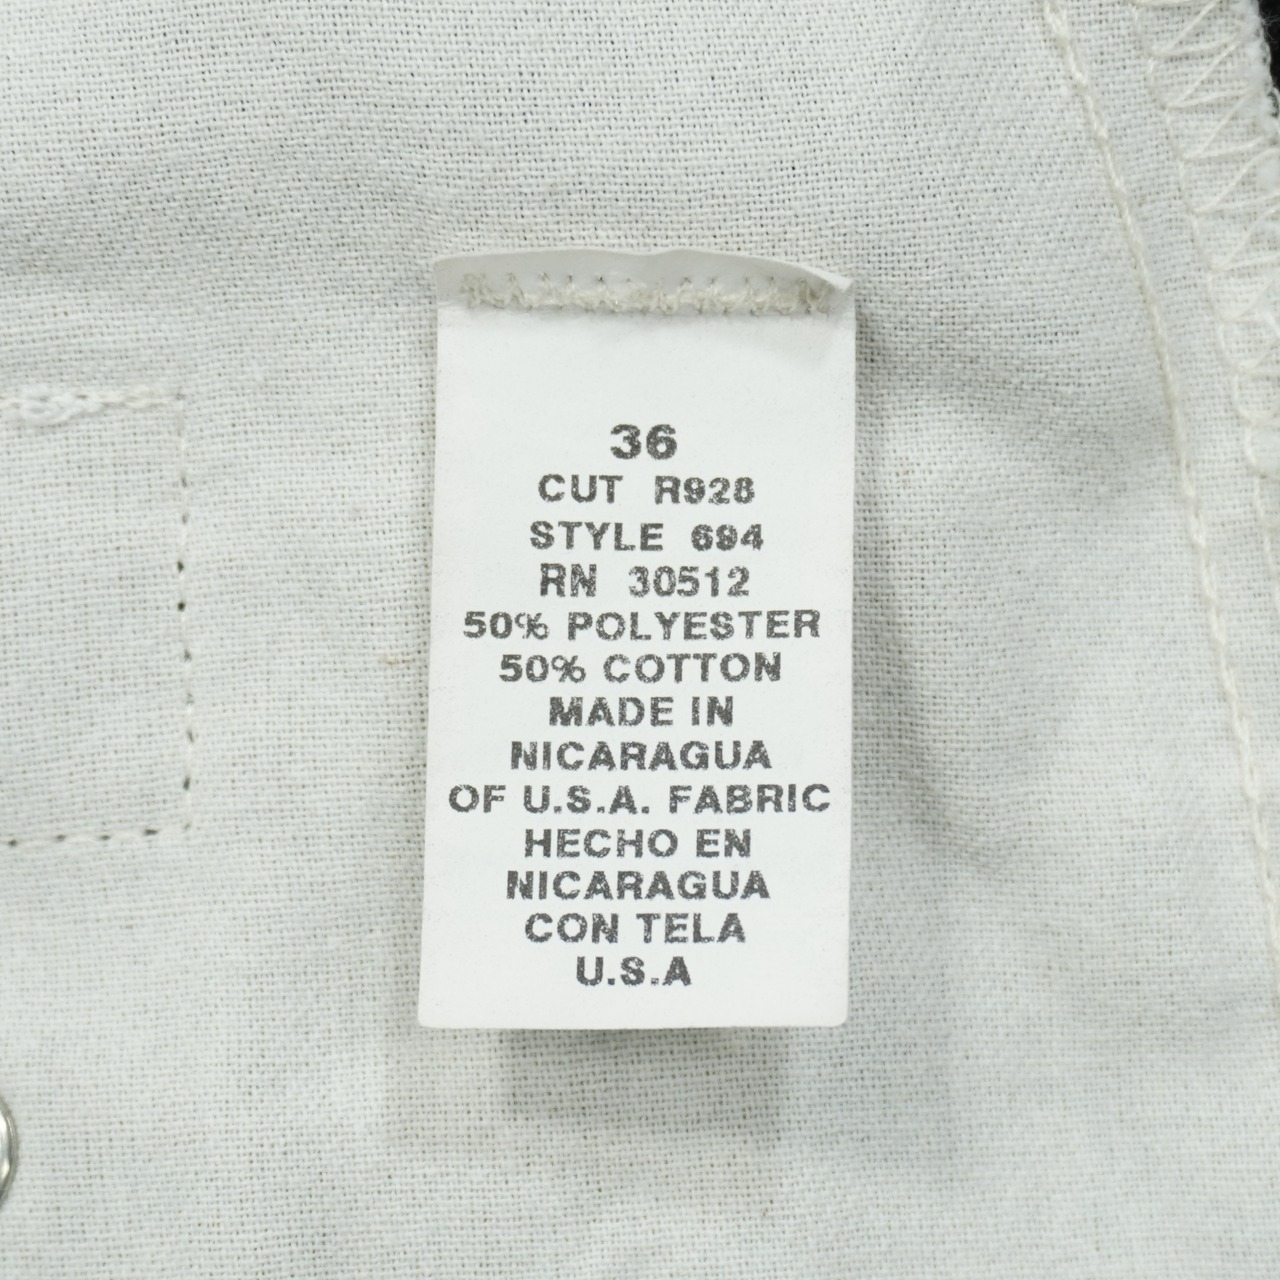 36
CUT R928
STYLE 694
RN 30512
50% POLYESTER
50% COTTON
MADE IN
NICARAGUA
OF U.S.A. FABRIC
HECHO EN
NICARAGUA
CON TELA
U.S.A